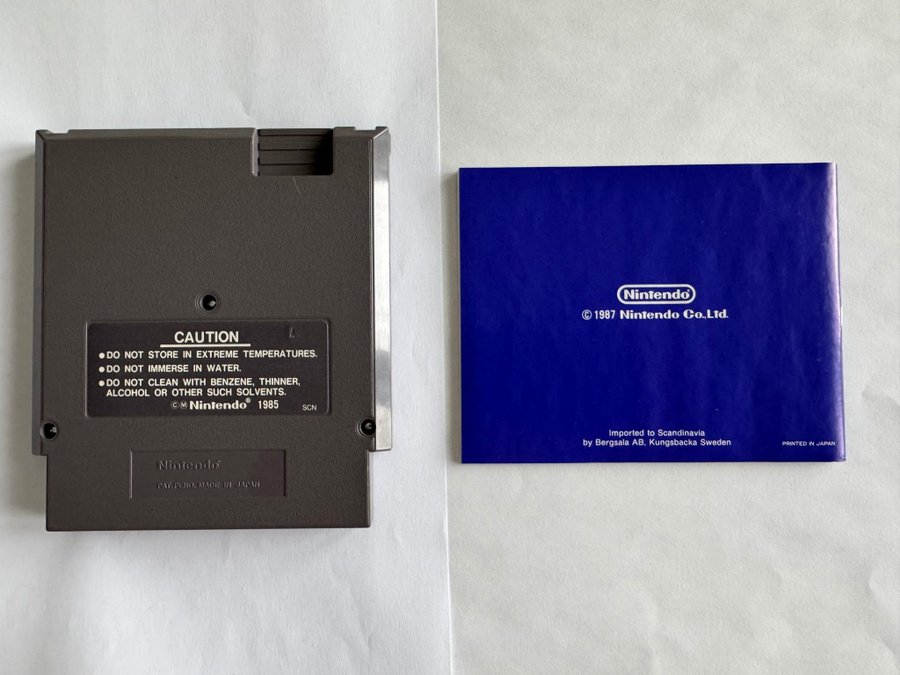 CAUTION
●DO NOT STORE IN EXTREME TEMPERATURES.
●DO NOT IMMERSE IN WATER.
●DO NOT CLEAN WITH BENZENE, THINNER,
ALCOHOL OR OTHER SUCH SOLVENTS.
©Ⓜ Nintendo® 1985 SCN
Nintendo®
PAT. PEND. MADE IN JAPAN
Nintendo®
© 1987 Nintendo Co., Ltd.
Imported to Scandinavia
by Bergsala AB, Kungsbacka Sweden
PRINTED IN JAPAN